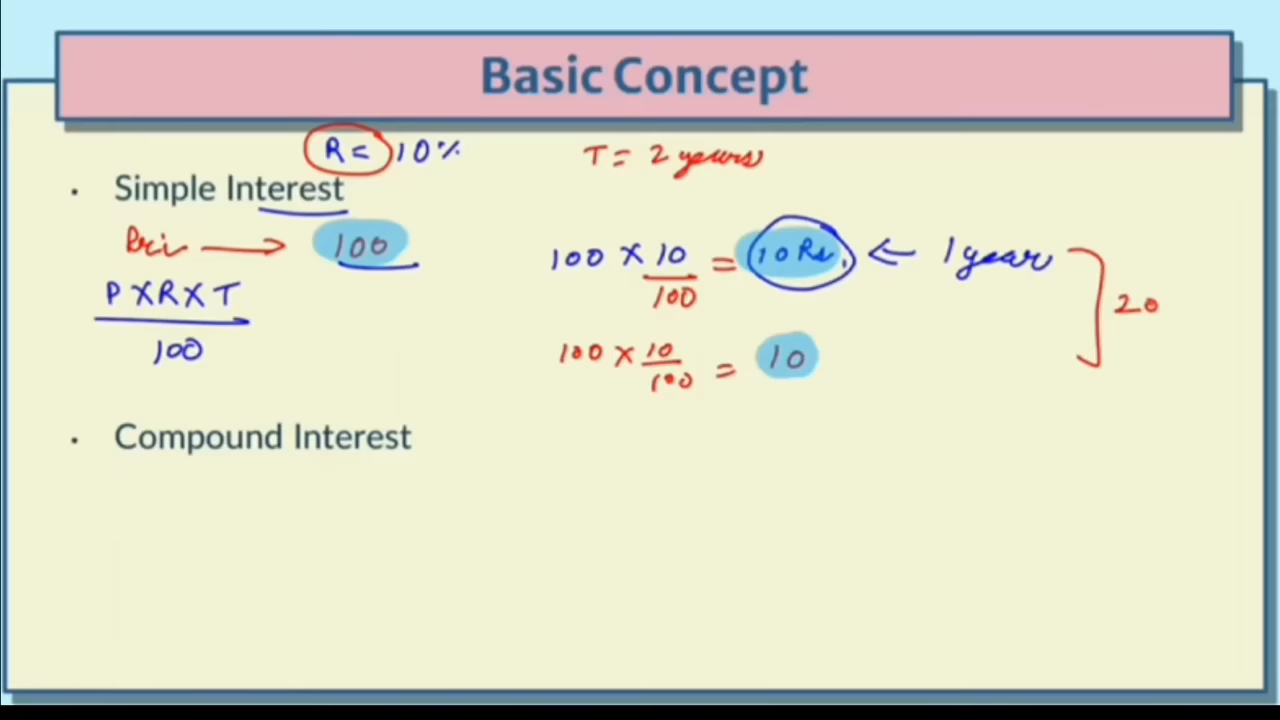 Basic Concept
R = 10% T = 2 years
· Simple Interest
Pri → 100
100 × 10/100 = 10 Rs. ← 1 year
P×R×T/100
20
100 × 10/100 = 10
· Compound Interest